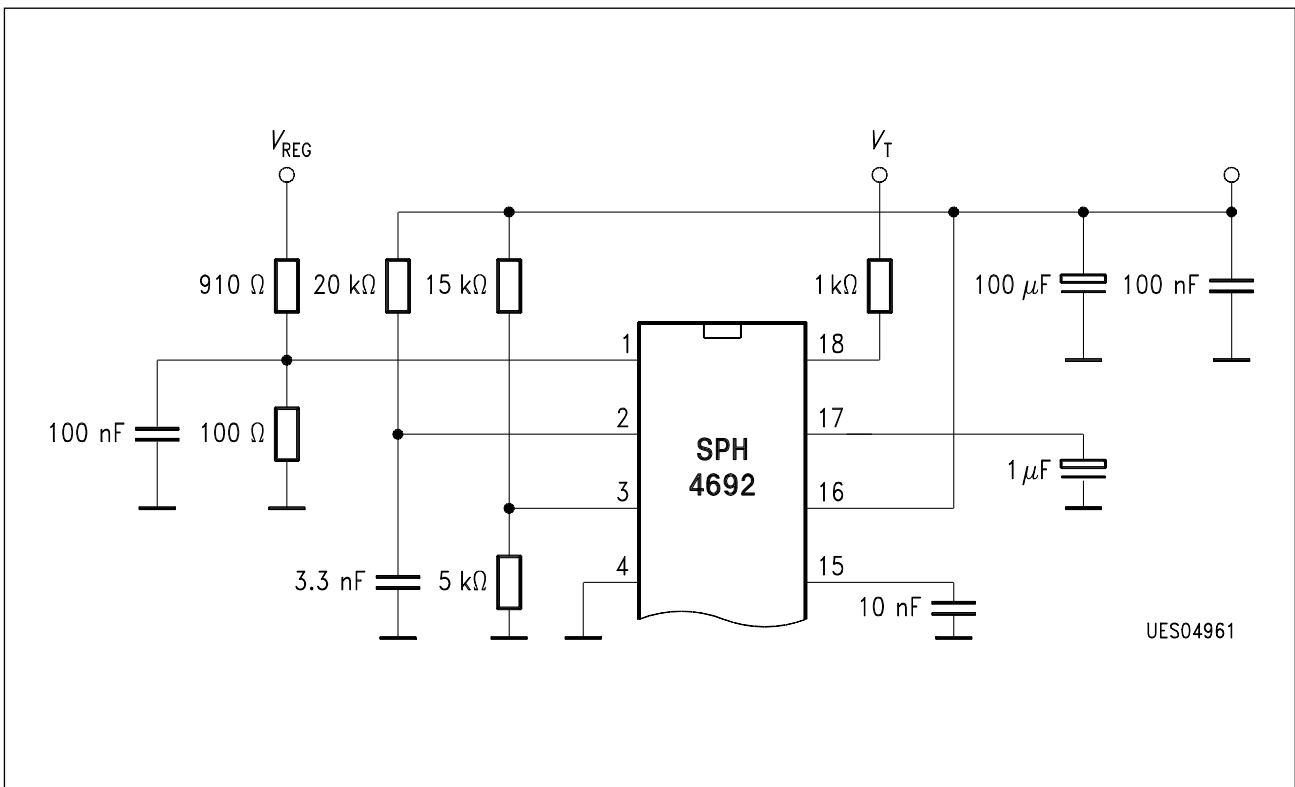 V_REG
V_T
910 Ω
20 kΩ
15 kΩ
1 kΩ
100 µF
100 nF
1
18
100 nF
100 Ω
2
17
SPH
4692
1 µF
3
16
3.3 nF
5 kΩ
4
15
10 nF
UES04961